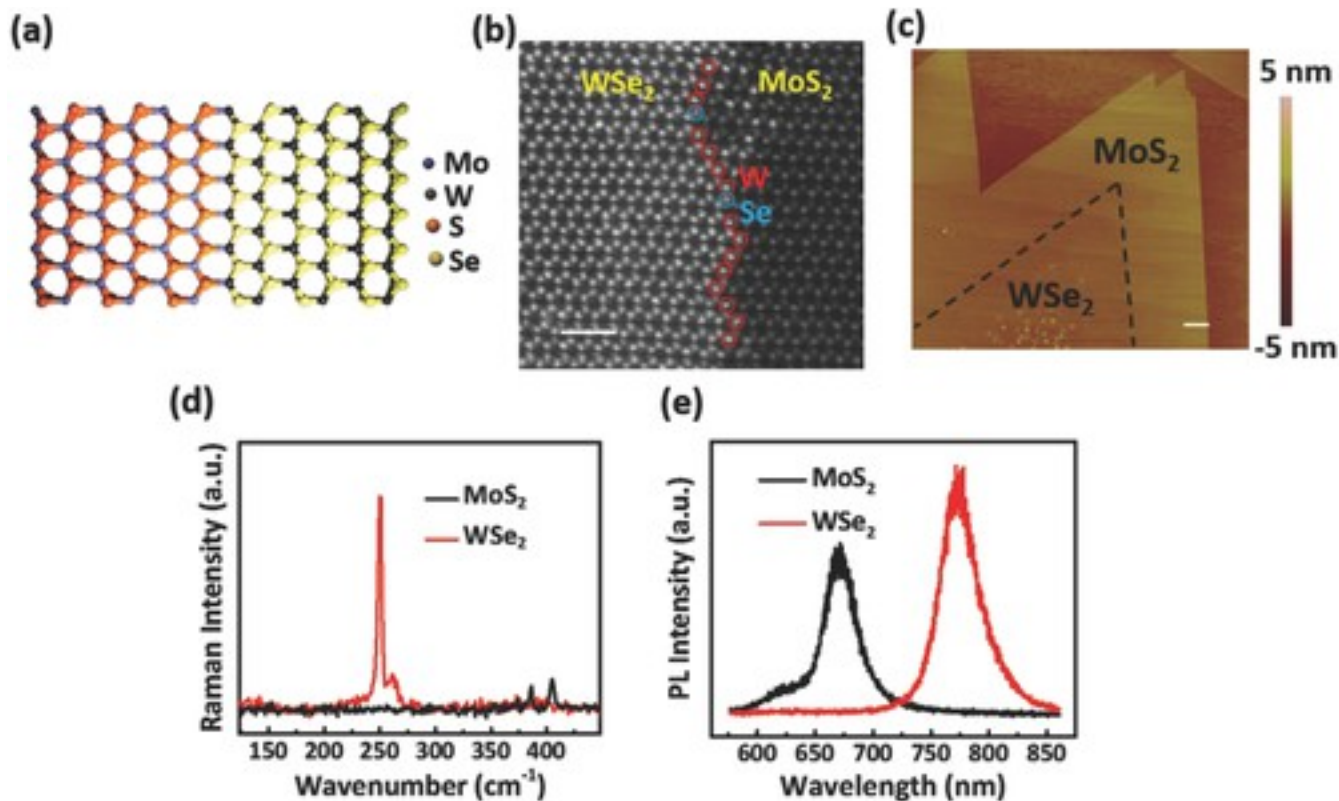 (a)
Mo
W
S
Se
(b)
WSe₂
MoS₂
W
Se
(c)
MoS₂
WSe₂
5 nm
-5 nm
(d)
Raman Intensity (a.u.)
MoS₂
WSe₂
150 200 250 300 350 400
Wavenumber (cm⁻¹)
(e)
PL Intensity (a.u.)
MoS₂
WSe₂
600 650 700 750 800 850
Wavelength (nm)